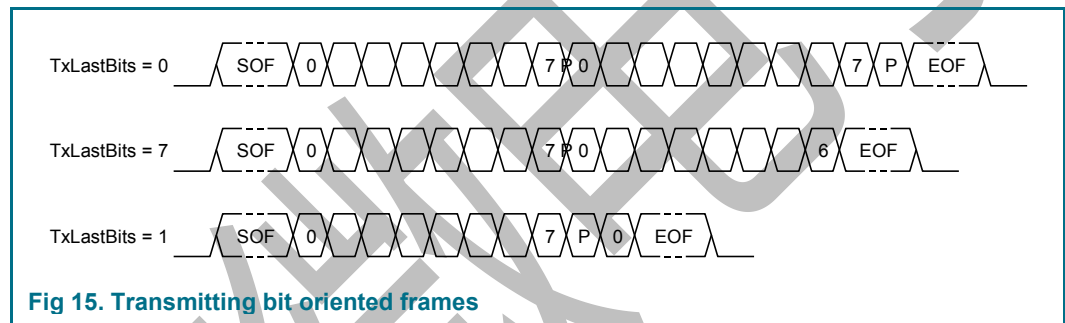 TxLastBits = 0 SOF 0 7 P 0 7 P EOF
TxLastBits = 7 SOF 0 7 P 0 6 EOF
TxLastBits = 1 SOF 0 7 P 0 EOF
Fig 15. Transmitting bit oriented frames